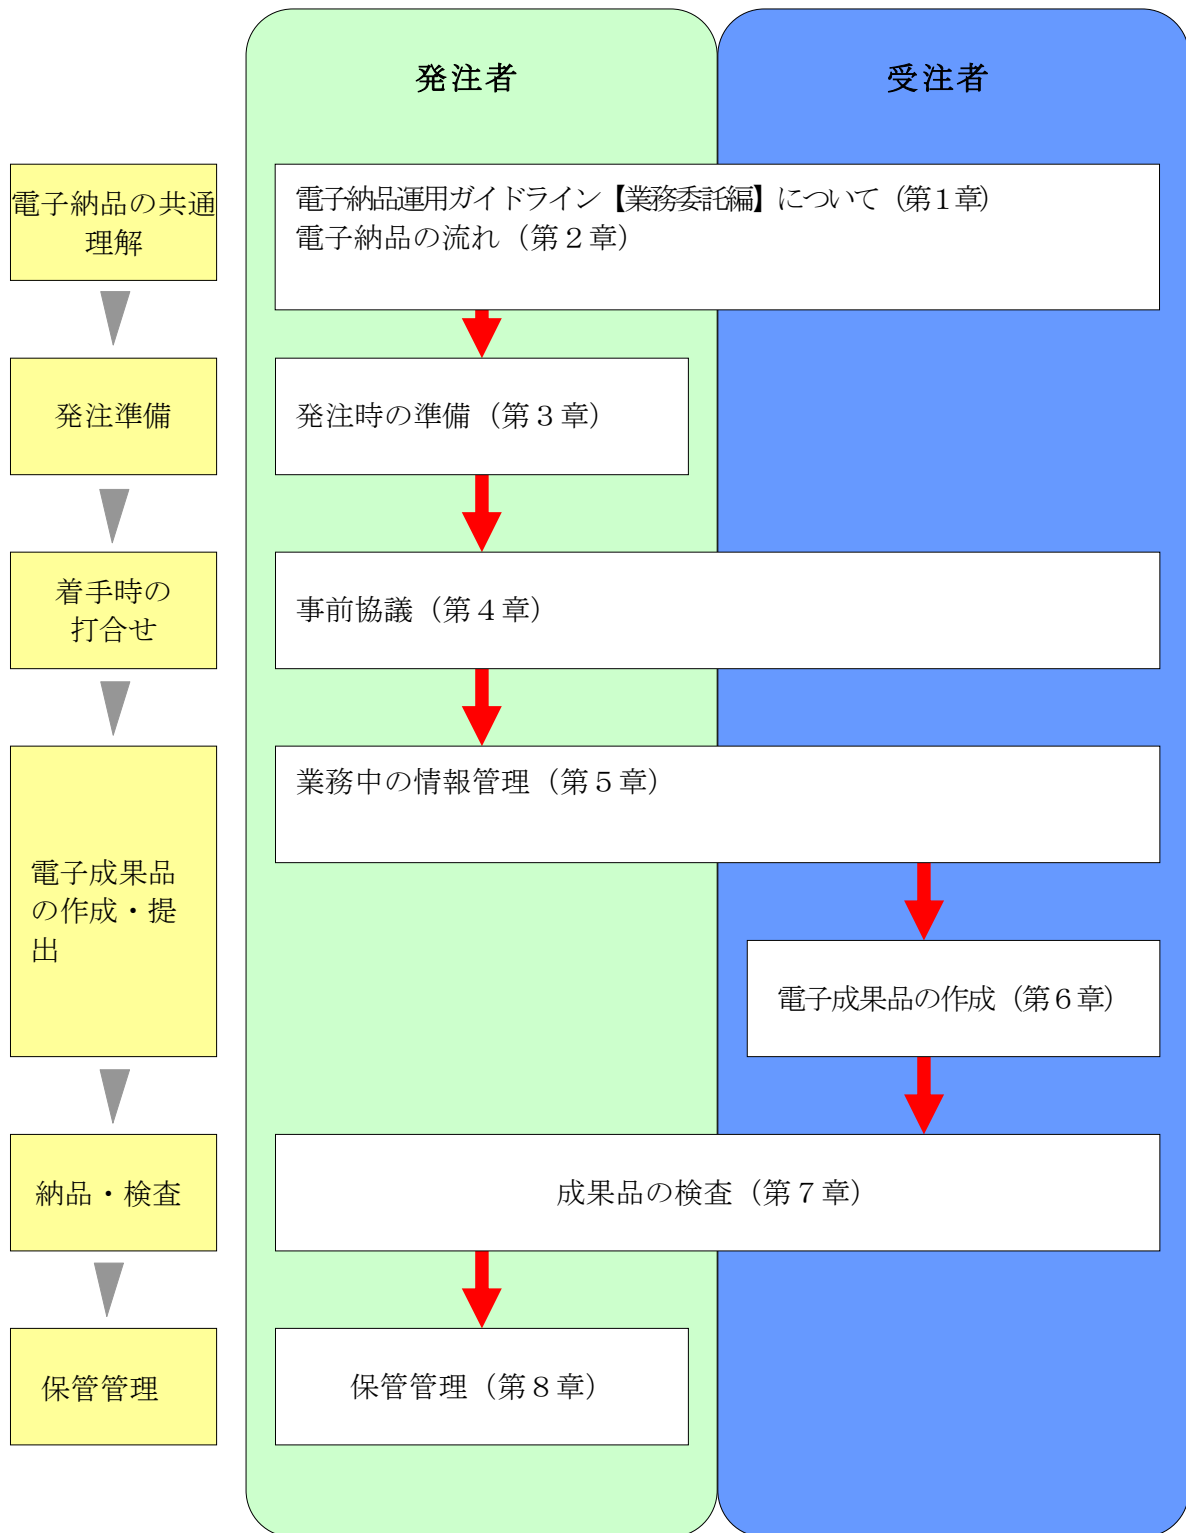 発注者
受注者
電子納品の共通
理解
電子納品運用ガイドライン【業務委託編】について（第１章）
電子納品の流れ（第２章）
発注準備
発注時の準備（第３章）
着手時の
打合せ
事前協議（第４章）
電子成果品
の作成・提
出
業務中の情報管理（第５章）
電子成果品の作成（第６章）
納品・検査
成果品の検査（第７章）
保管管理
保管管理（第８章）